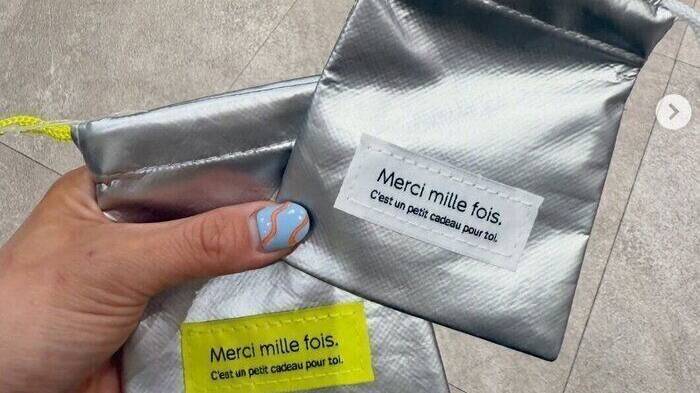 Merci mille fois.
C'est un petit cadeau pour toi.
Merci mille fois.
C'est un petit cadeau pour toi.